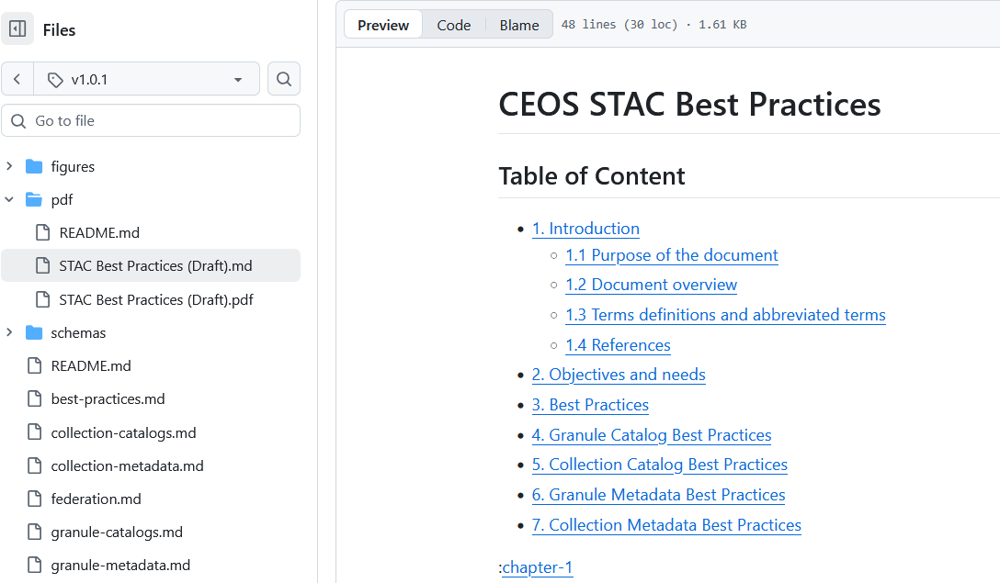 Files
v1.0.1
Go to file
figures
pdf
README.md
STAC Best Practices (Draft).md
STAC Best Practices (Draft).pdf
schemas
README.md
best-practices.md
collection-catalogs.md
collection-metadata.md
federation.md
granule-catalogs.md
granule-metadata.md
Preview Code Blame 48 lines (30 loc) · 1.61 KB
CEOS STAC Best Practices
Table of Content
1. Introduction
1.1 Purpose of the document
1.2 Document overview
1.3 Terms definitions and abbreviated terms
1.4 References
2. Objectives and needs
3. Best Practices
4. Granule Catalog Best Practices
5. Collection Catalog Best Practices
6. Granule Metadata Best Practices
7. Collection Metadata Best Practices
:chapter-1